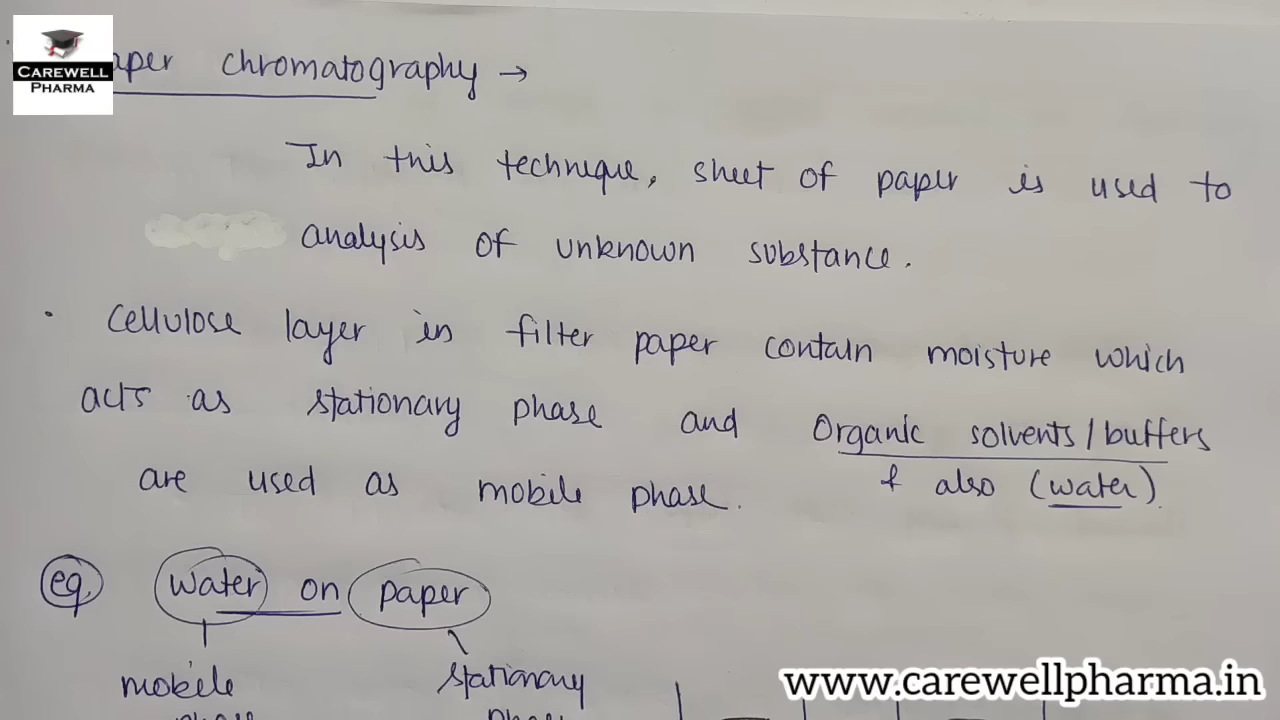 CAREWELL
PHARMA
aper chromatography →
In this technique, sheet of paper is used to
analysis of unknown substance.
· Cellulose layer in filter paper contain moisture which
acts as stationary phase and organic solvents/buffers
are used as mobile phase. & also (water).
eg. water on paper
mobile stationary
phase phase
www.carewellpharma.in